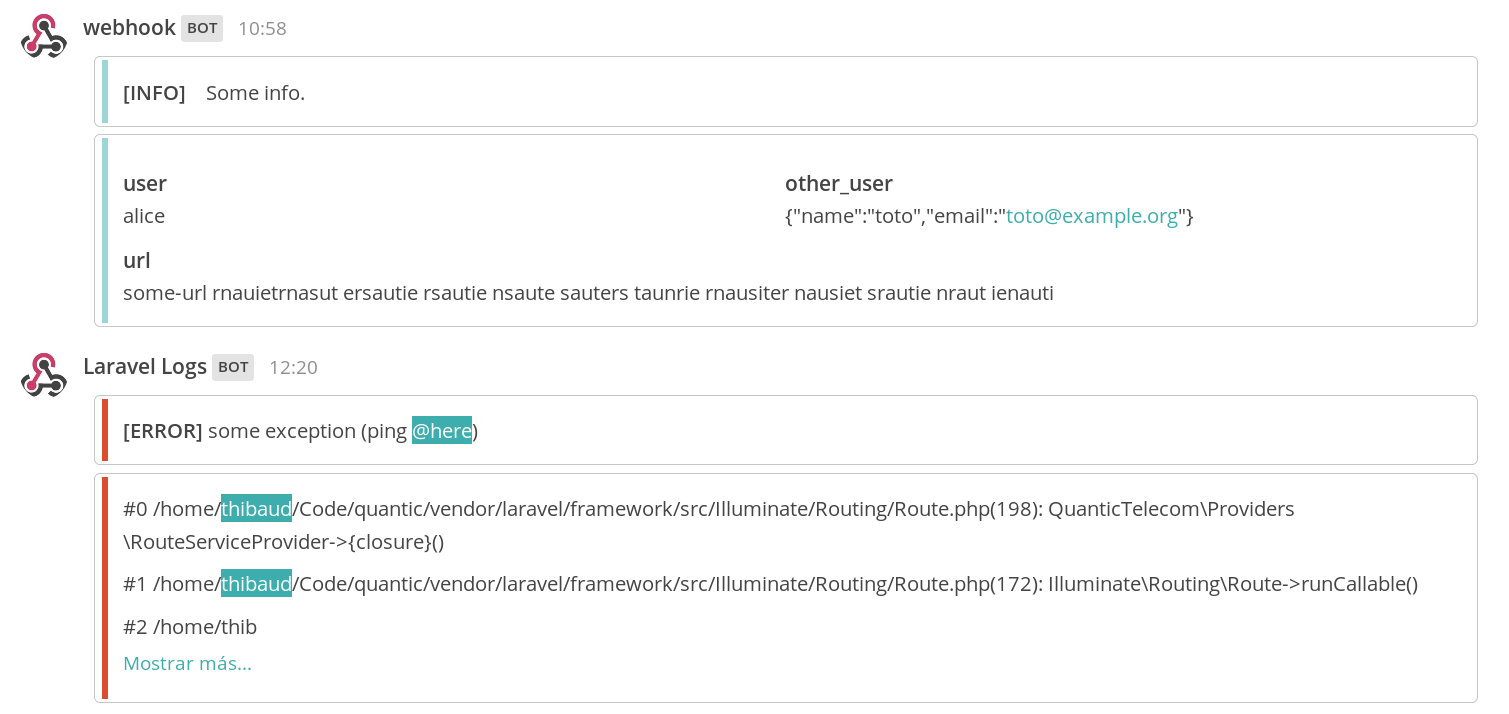 webhook BOT 10:58
[INFO] Some info.
user other_user
alice {"name":"toto","email":"toto@example.org"}
url
some-url rnauietrnasut ersautie rsautie nsaute sauters taunrie rnausiter nausiet srautie nraut ienauti
Laravel Logs BOT 12:20
[ERROR] some exception (ping @here)
#0 /home/thibaud/Code/quantic/vendor/laravel/framework/src/Illuminate/Routing/Route.php(198): QuanticTelecom\Providers
\RouteServiceProvider->{closure}()
#1 /home/thibaud/Code/quantic/vendor/laravel/framework/src/Illuminate/Routing/Route.php(172): Illuminate\Routing\Route->runCallable()
#2 /home/thib
Mostrar más...